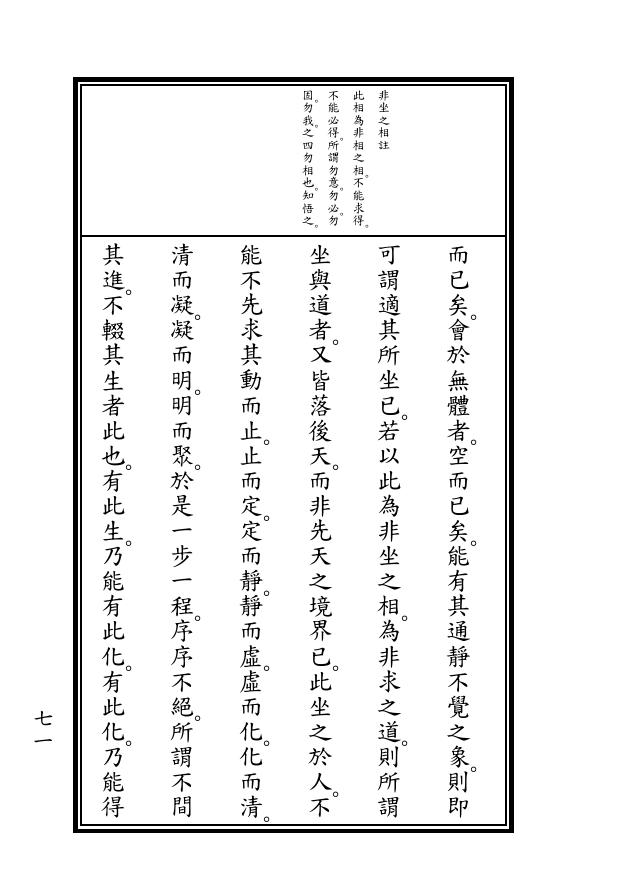 非坐之相註
此相為非相之相。不能求得。
不能必得。所謂勿意。勿必。勿
固。勿我。之四勿相也。知悟之。
而已矣。會於無體者。空而已矣。能有其通靜不覺之象。則即
可謂適其所坐已。若以此為非坐之相。為非求之道。則所謂
坐與道者。又皆落後天。而非先天之境界已。此坐之於人。不
能不先求其動而止。止而定。定而靜。靜而虛。虛而化。化而清。
清而凝。凝而明。明而聚。於是一步一程。序序不絕。所謂不間
其進。不輟其生者此也。有此生。乃能有此化。有此化。乃能得
七一